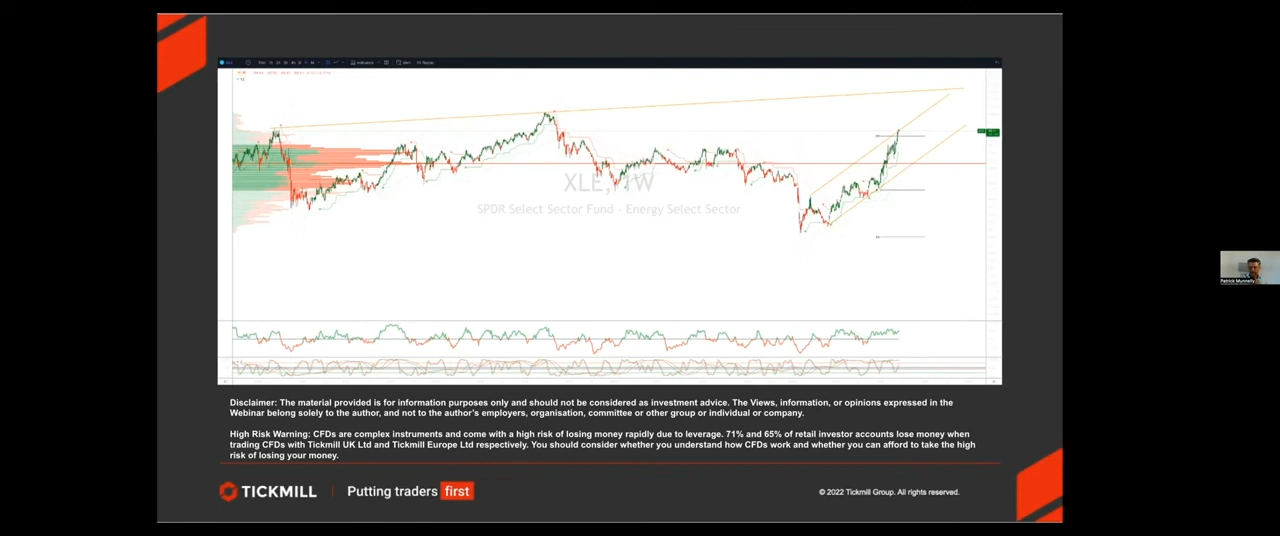 XLE, 1W
SPDR Select Sector Fund - Energy Select Sector
Patrick Munnelly
Disclaimer: The material provided is for information purposes only and should not be considered as investment advice. The Views, information, or opinions expressed in the
Webinar belong solely to the author, and not to the author's employers, organisation, committee or other group or individual or company.
High Risk Warning: CFDs are complex instruments and come with a high risk of losing money rapidly due to leverage. 71% and 65% of retail investor accounts lose money when
trading CFDs with Tickmill UK Ltd and Tickmill Europe Ltd respectively. You should consider whether you understand how CFDs work and whether you can afford to take the high
risk of losing your money.
TICKMILL
Putting traders first
© 2022 Tickmill Group. All rights reserved.